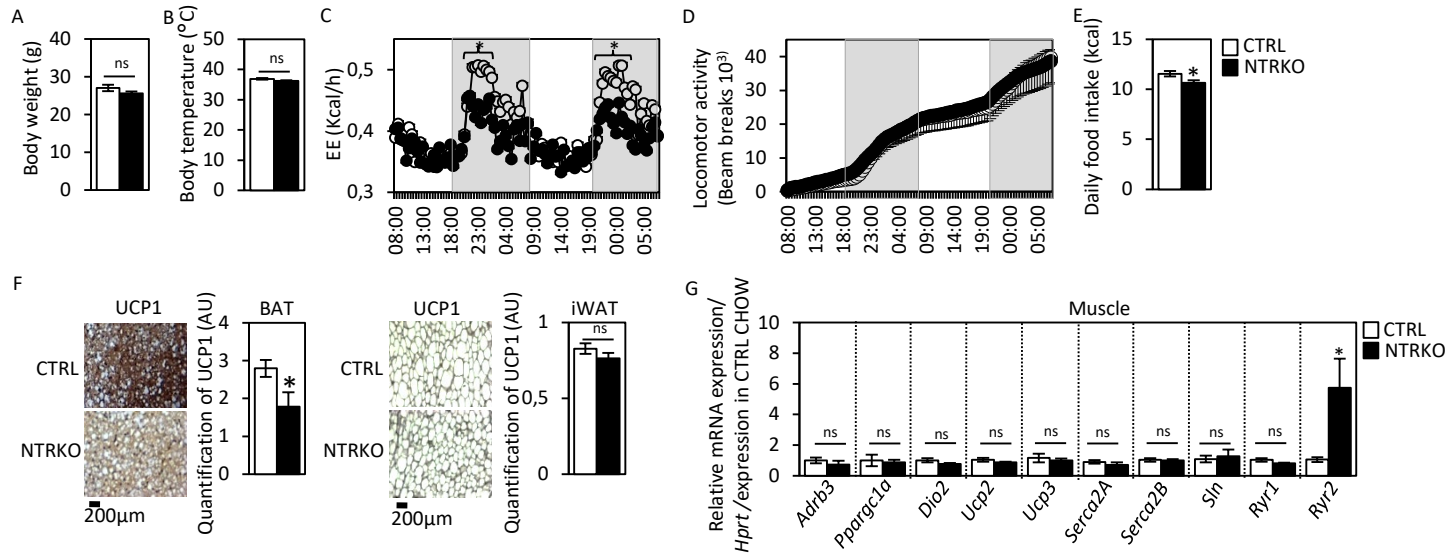 A
Body weight (g)
40
30
20
10
0
ns
B
Body temperature (°C)
50
40
30
20
10
0
ns
C
EE (Kcal/h)
0,5
0,4
0,3
*
*
08:00
13:00
18:00
23:00
04:00
09:00
14:00
19:00
00:00
05:00
D
Locomotor activity
(Beam breaks 10³)
40
30
20
10
0
08:00
13:00
18:00
23:00
04:00
09:00
14:00
19:00
00:00
05:00
E
Daily food intake (kcal)
15
10
5
0
*
CTRL
NTRKO
F
UCP1
CTRL
NTRKO
200µm
Quantification of UCP1 (AU)
BAT
4
3
2
1
0
*
UCP1
CTRL
NTRKO
200µm
Quantification of UCP1 (AU)
iWAT
1
0,5
0
ns
G
Muscle
Relative mRNA expression/
Hprt /expression in CTRL CHOW
10
8
6
4
2
0
ns
ns
ns
ns
ns
ns
ns
ns
ns
*
Adrb3
Ppargc1a
Dio2
Ucp2
Ucp3
Serca2A
Serca2B
Sln
Ryr1
Ryr2
CTRL
NTRKO